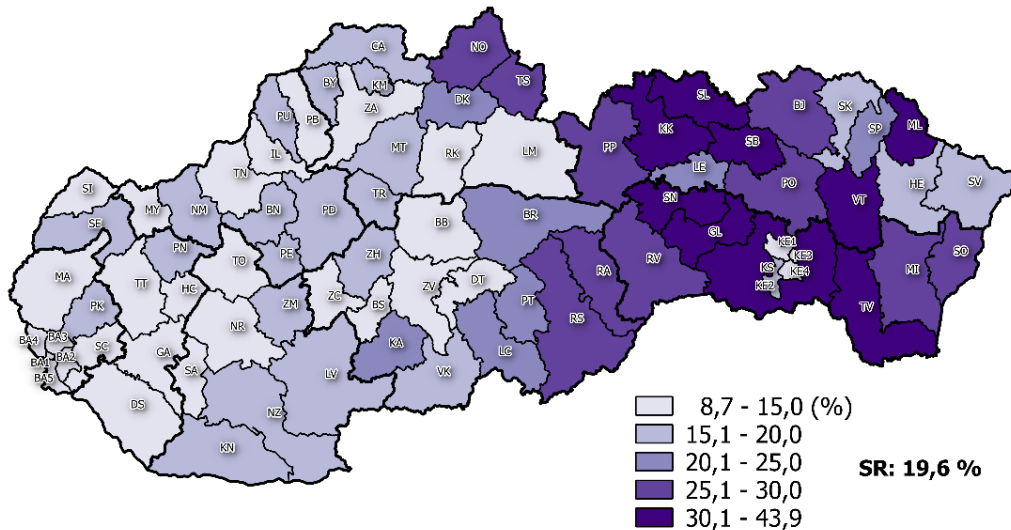 CA
NO
TS
BY
KM
DK
PU
PB
ZA
SL
BJ
SK
SP
ML
KK
SB
MT
RK
LM
PP
IL
TN
LE
PO
HE
SV
SI
MY
NM
BN
PD
TR
SN
VT
SE
BB
BR
GL
PN
PE
ZH
KE1
KE3
RA
RV
KS
KE4
KE2
MI
SO
MA
TT
HC
TO
ZC
BS
ZV
DT
PK
ZM
PT
RS
TV
NR
KA
BA4
BA3
BA2
BA1
BA5
SC
GA
SA
LV
VK
LC
DS
NZ
KN
8,7 - 15,0 (%)
15,1 - 20,0
20,1 - 25,0
SR: 19,6 %
25,1 - 30,0
30,1 - 43,9